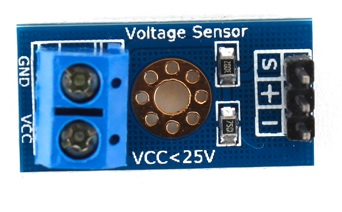 Voltage Sensor
GND
VCC
S
+
-
VCC<25V